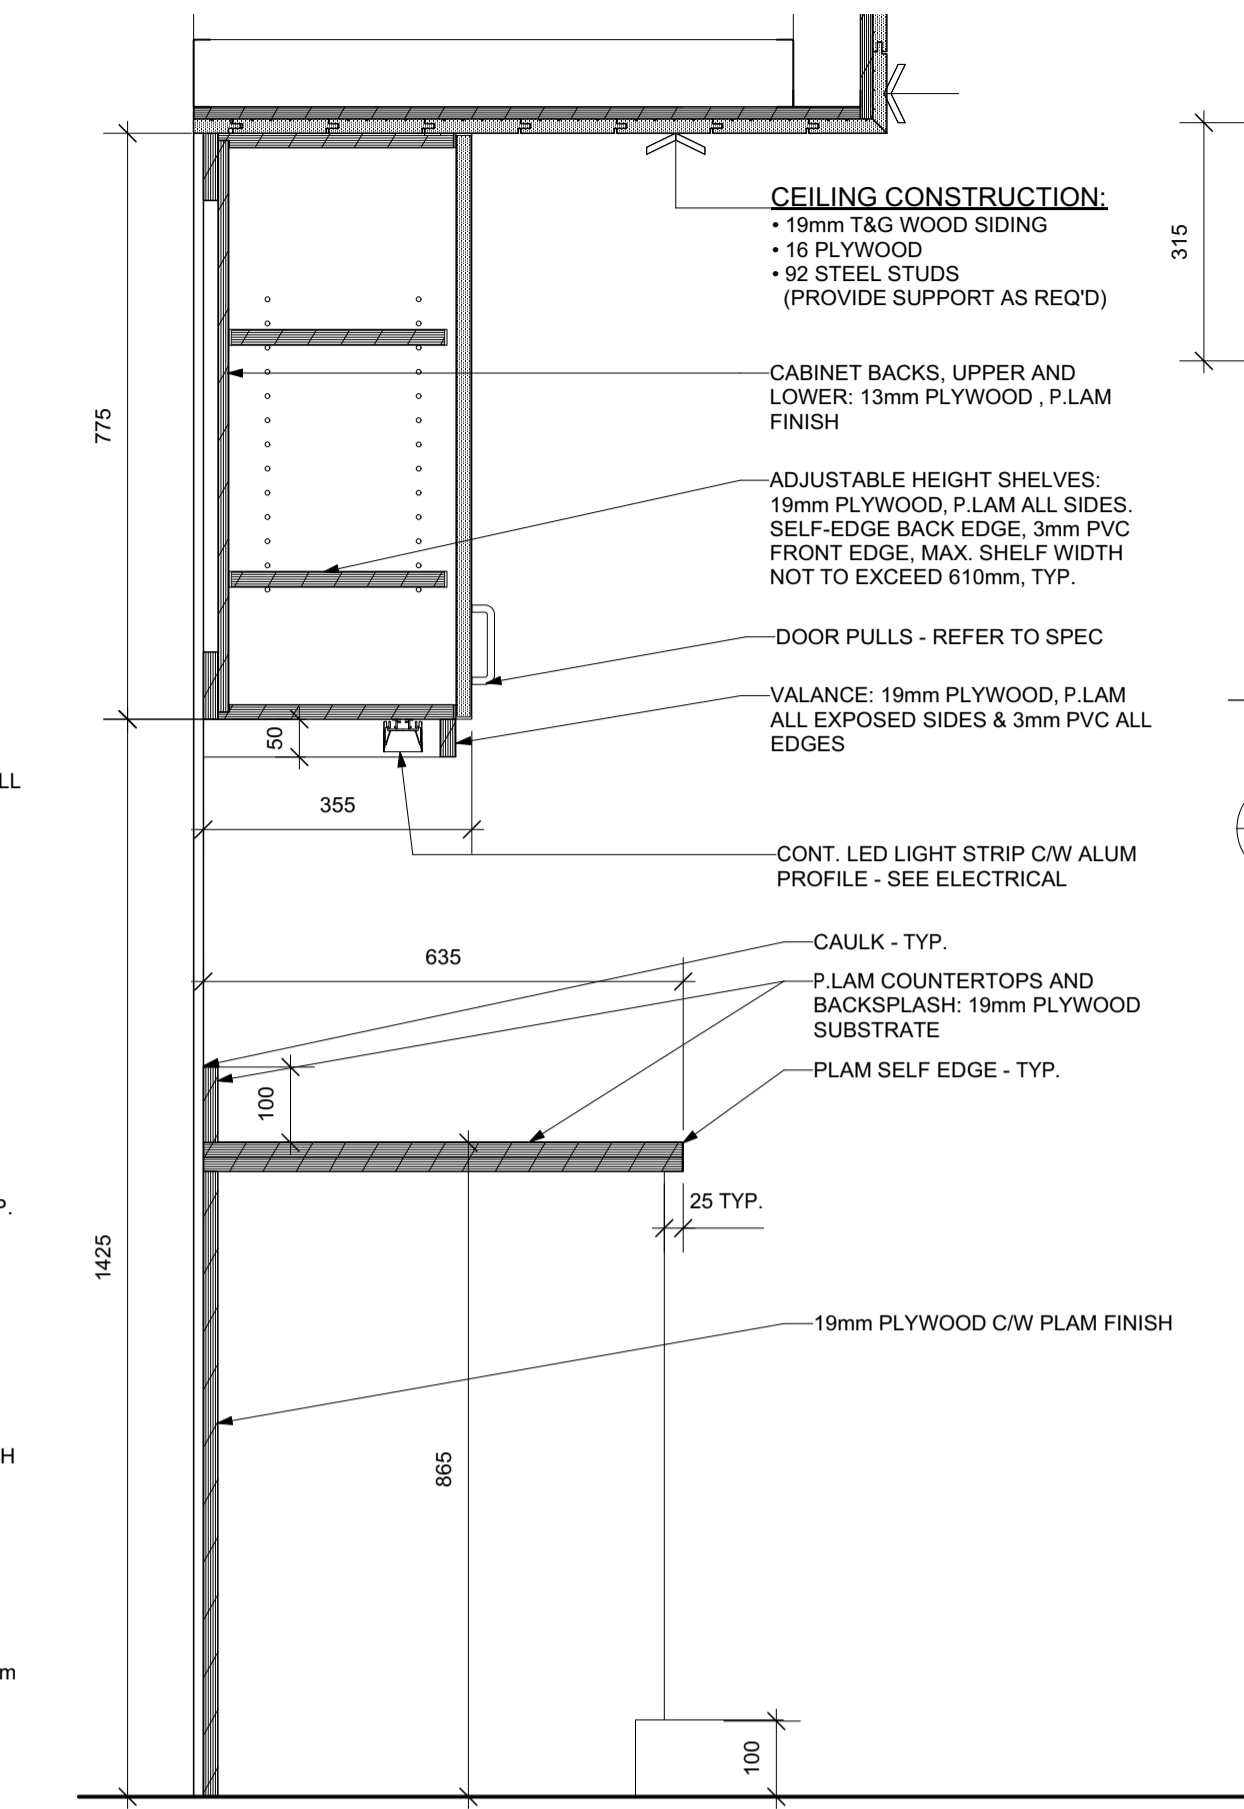 CEILING CONSTRUCTION:
• 19mm T&G WOOD SIDING
• 16 PLYWOOD
• 92 STEEL STUDS
(PROVIDE SUPPORT AS REQ'D)
315
CABINET BACKS, UPPER AND
LOWER: 13mm PLYWOOD , P.LAM
FINISH
775
ADJUSTABLE HEIGHT SHELVES:
19mm PLYWOOD, P.LAM ALL SIDES.
SELF-EDGE BACK EDGE, 3mm PVC
FRONT EDGE, MAX. SHELF WIDTH
NOT TO EXCEED 610mm, TYP.
DOOR PULLS - REFER TO SPEC
VALANCE: 19mm PLYWOOD, P.LAM
ALL EXPOSED SIDES & 3mm PVC ALL
EDGES
50
LL
355
CONT. LED LIGHT STRIP C/W ALUM
PROFILE - SEE ELECTRICAL
CAULK - TYP.
635
P.LAM COUNTERTOPS AND
BACKSPLASH: 19mm PLYWOOD
SUBSTRATE
PLAM SELF EDGE - TYP.
100
25 TYP.
P.
1425
19mm PLYWOOD C/W PLAM FINISH
H
865
m
100